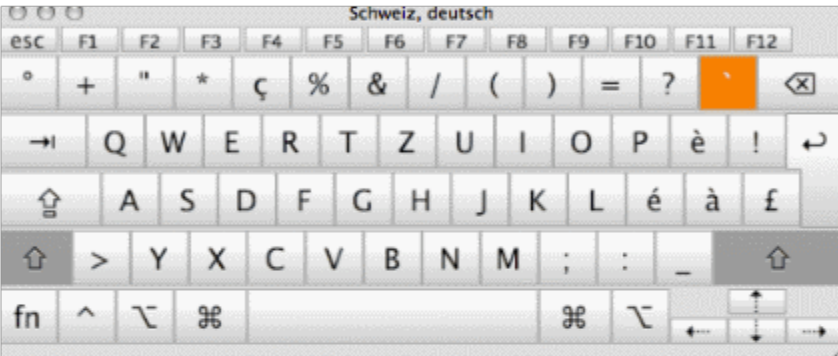 Schweiz, deutsch
esc F1 F2 F3 F4 F5 F6 F7 F8 F9 F10 F11 F12
° + " * ç % & / ( ) = ? `
Q W E R T Z U I O P è !
A S D F G H J K L é à £
> Y X C V B N M ; : _
fn ^ ⌥ ⌘ ⌘ ⌥